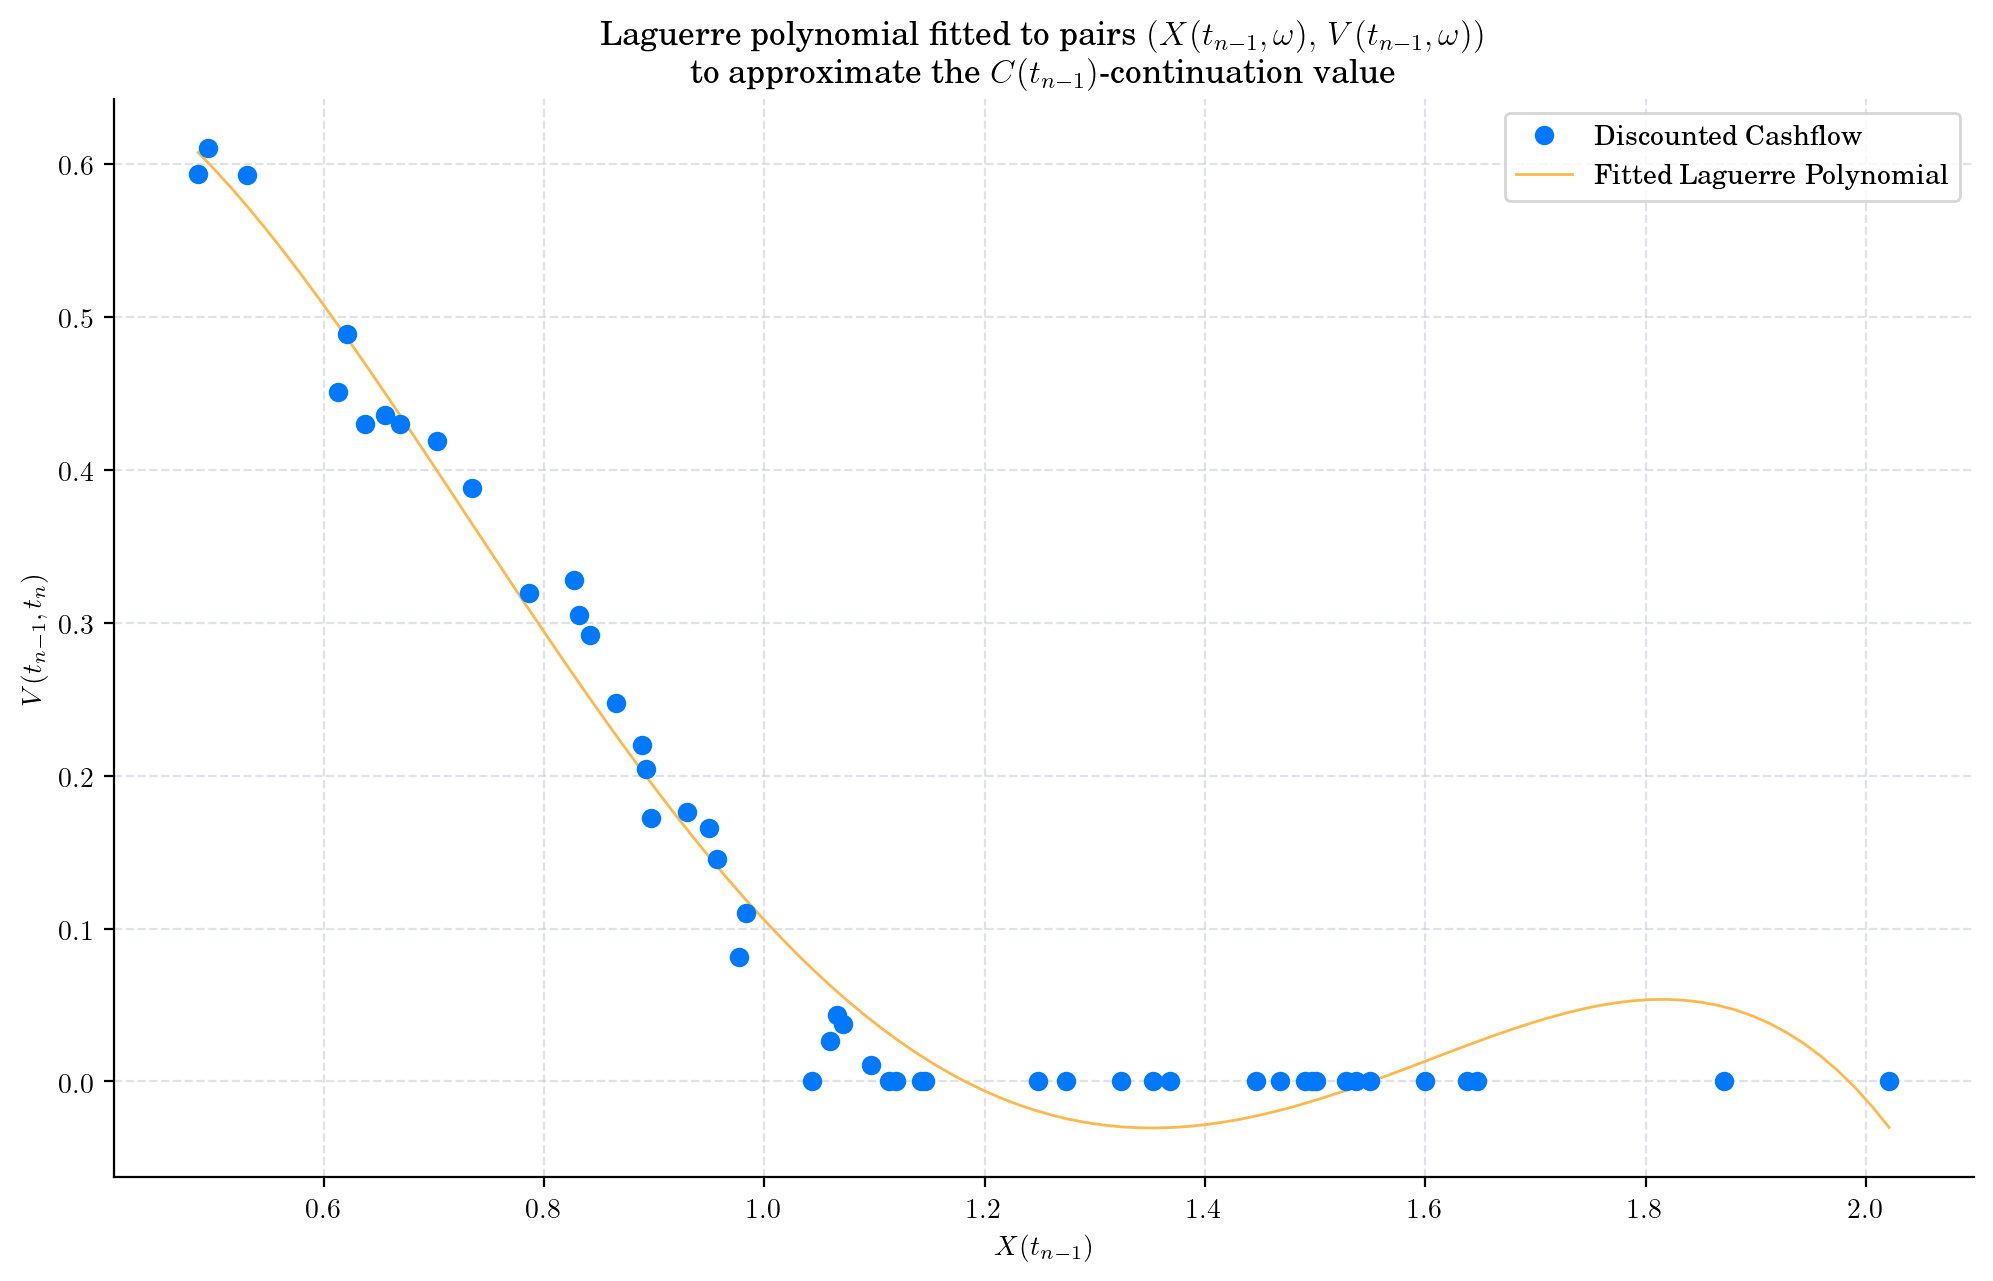 Laguerre polynomial fitted to pairs (X(tₙ₋₁, ω), V(tₙ₋₁, ω))
to approximate the C(tₙ₋₁)-continuation value
Discounted Cashflow
Fitted Laguerre Polynomial
V(tₙ₋₁, tₙ)
0.6
0.5
0.4
0.3
0.2
0.1
0.0
0.6 0.8 1.0 1.2 1.4 1.6 1.8 2.0
X(tₙ₋₁)